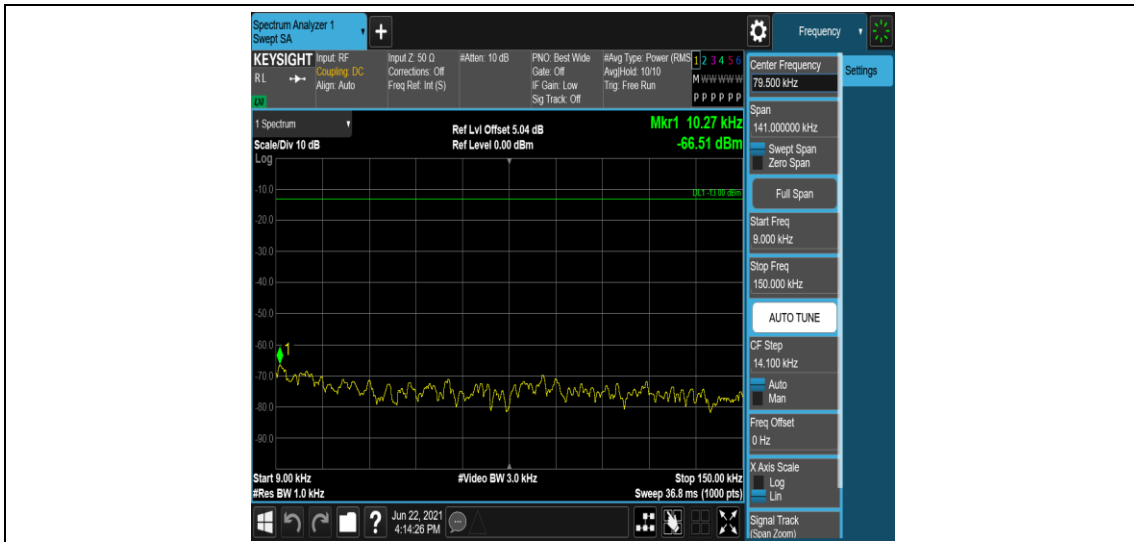 Spectrum Analyzer 1
Swept SA
Frequency
KEYSIGHT
RL
LXI
Input: RF
Coupling: DC
Align: Auto
Input Z: 50 Ω
Corrections: Off
Freq Ref: Int (S)
#Atten: 10 dB
PNO: Best Wide
Gate: Off
IF Gain: Low
Sig Track: Off
#Avg Type: Power (RMS
Avg|Hold: 10/10
Trig: Free Run
1 2 3 4 5 6
M W W W W W
P P P P P P
1 Spectrum
Scale/Div 10 dB
Ref Lvl Offset 5.04 dB
Ref Level 0.00 dBm
Mkr1 10.27 kHz
-66.51 dBm
Log
DL1 -13.00 dBm
-10.0
-20.0
-30.0
-40.0
-50.0
-60.0
1
-70.0
-80.0
-90.0
Start 9.00 kHz
#Video BW 3.0 kHz
Stop 150.00 kHz
#Res BW 1.0 kHz
Sweep 36.8 ms (1000 pts)
Jun 22, 2021
4:14:26 PM
Center Frequency
79.500 kHz
Settings
Span
141.000000 kHz
Swept Span
Zero Span
Full Span
Start Freq
9.000 kHz
Stop Freq
150.000 kHz
AUTO TUNE
CF Step
14.100 kHz
Auto
Man
Freq Offset
0 Hz
X Axis Scale
Log
Lin
Signal Track
(Span Zoom)